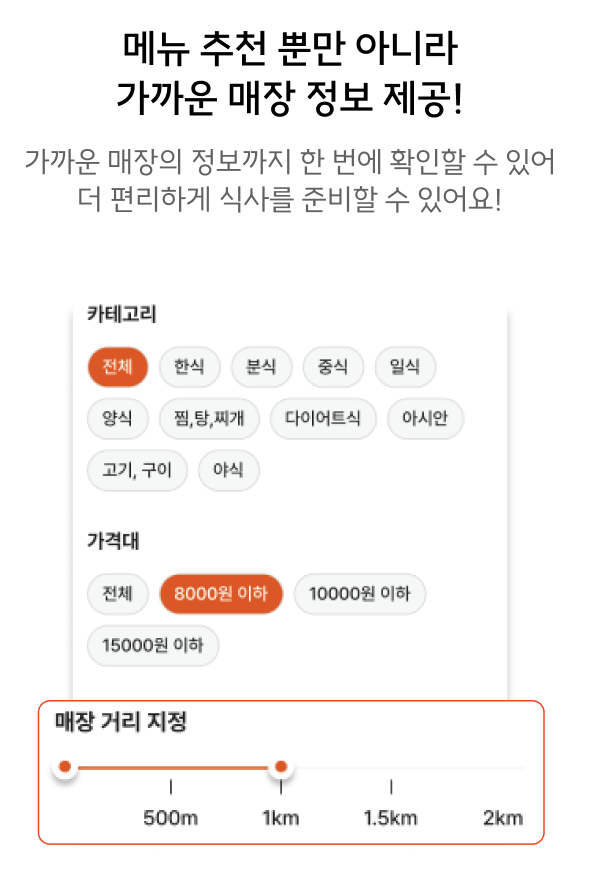 메뉴 추천 뿐만 아니라
가까운 매장 정보 제공!
가까운 매장의 정보까지 한 번에 확인할 수 있어
더 편리하게 식사를 준비할 수 있어요!
카테고리
전체 한식 분식 중식 일식
양식 찜,탕,찌개 다이어트식 아시안
고기, 구이 야식
가격대
전체 8000원 이하 10000원 이하
15000원 이하
매장 거리 지정
500m 1km 1.5km 2km